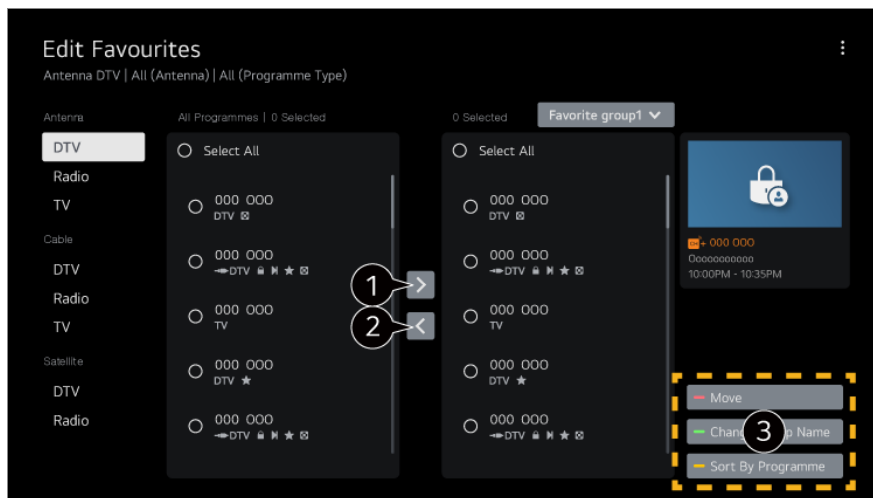 Edit Favourites
Antenna DTV | All (Antenna) | All (Programme Type)
Antenna
DTV
Radio
TV
Cable
DTV
Radio
TV
Satellite
DTV
Radio
All Programmes | 0 Selected
Select All
000 000
DTV
000 000
DTV
000 000
TV
000 000
DTV
000 000
DTV
1
2
0 Selected
Favorite group1
Select All
000 000
DTV
000 000
DTV
000 000
TV
000 000
DTV
000 000
DTV
+ 000 000
Oooooooooo
10:00PM - 10:35PM
Move
3
Name
Sort By Programme